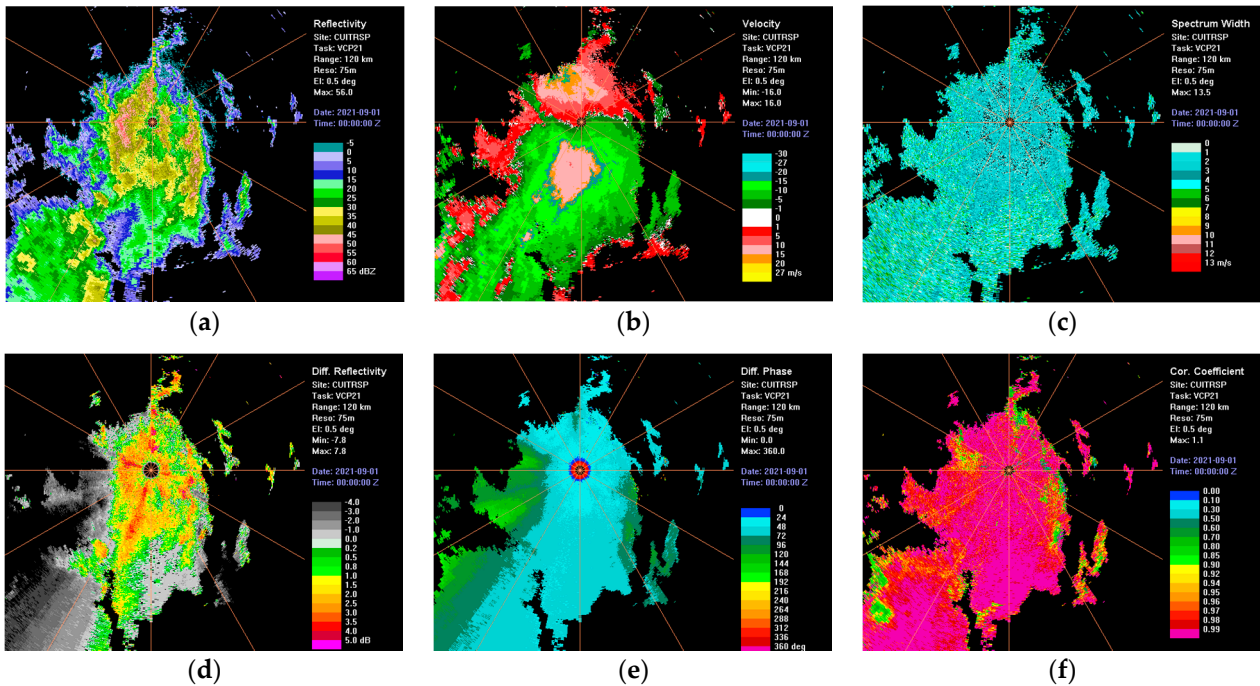 Reflectivity
Site: CUITRSP
Task: VCP21
Range: 120 km
Reso: 75m
El: 0.5 deg
Max: 56.0
Date: 2021-09-01
Time: 00:00:00 Z
-5
0
5
10
15
20
25
30
35
40
45
50
55
60
65 dBZ
(a)
Velocity
Site: CUITRSP
Task: VCP21
Range: 120 km
Reso: 75m
El: 0.5 deg
Min: -16.0
Max: 16.0
Date: 2021-09-01
Time: 00:00:00 Z
-30
-27
-20
-15
-10
-5
-1
0
1
5
10
15
20
27 m/s
(b)
Spectrum Width
Site: CUITRSP
Task: VCP21
Range: 120 km
Reso: 75m
El: 0.5 deg
Max: 13.5
Date: 2021-09-01
Time: 00:00:00 Z
0
1
2
3
4
5
6
7
8
9
10
11
12
13 m/s
(c)
Diff. Reflectivity
Site: CUITRSP
Task: VCP21
Range: 120 km
Reso: 75m
El: 0.5 deg
Min: -7.8
Max: 7.8
Date: 2021-09-01
Time: 00:00:00 Z
-4.0
-3.0
-2.0
-1.0
0.0
0.2
0.5
0.8
1.0
1.5
2.0
2.5
3.0
3.5
4.0
5.0 dB
(d)
Diff. Phase
Site: CUITRSP
Task: VCP21
Range: 120 km
Reso: 75m
El: 0.5 deg
Min: 0.0
Max: 360.0
Date: 2021-09-01
Time: 00:00:00 Z
0
24
48
72
96
120
144
168
192
216
240
264
288
312
336
360 deg
(e)
Cor. Coefficient
Site: CUITRSP
Task: VCP21
Range: 120 km
Reso: 75m
El: 0.5 deg
Max: 1.1
Date: 2021-09-01
Time: 00:00:00 Z
0.00
0.10
0.30
0.50
0.60
0.70
0.80
0.85
0.90
0.92
0.94
0.95
0.96
0.97
0.98
0.99
(f)